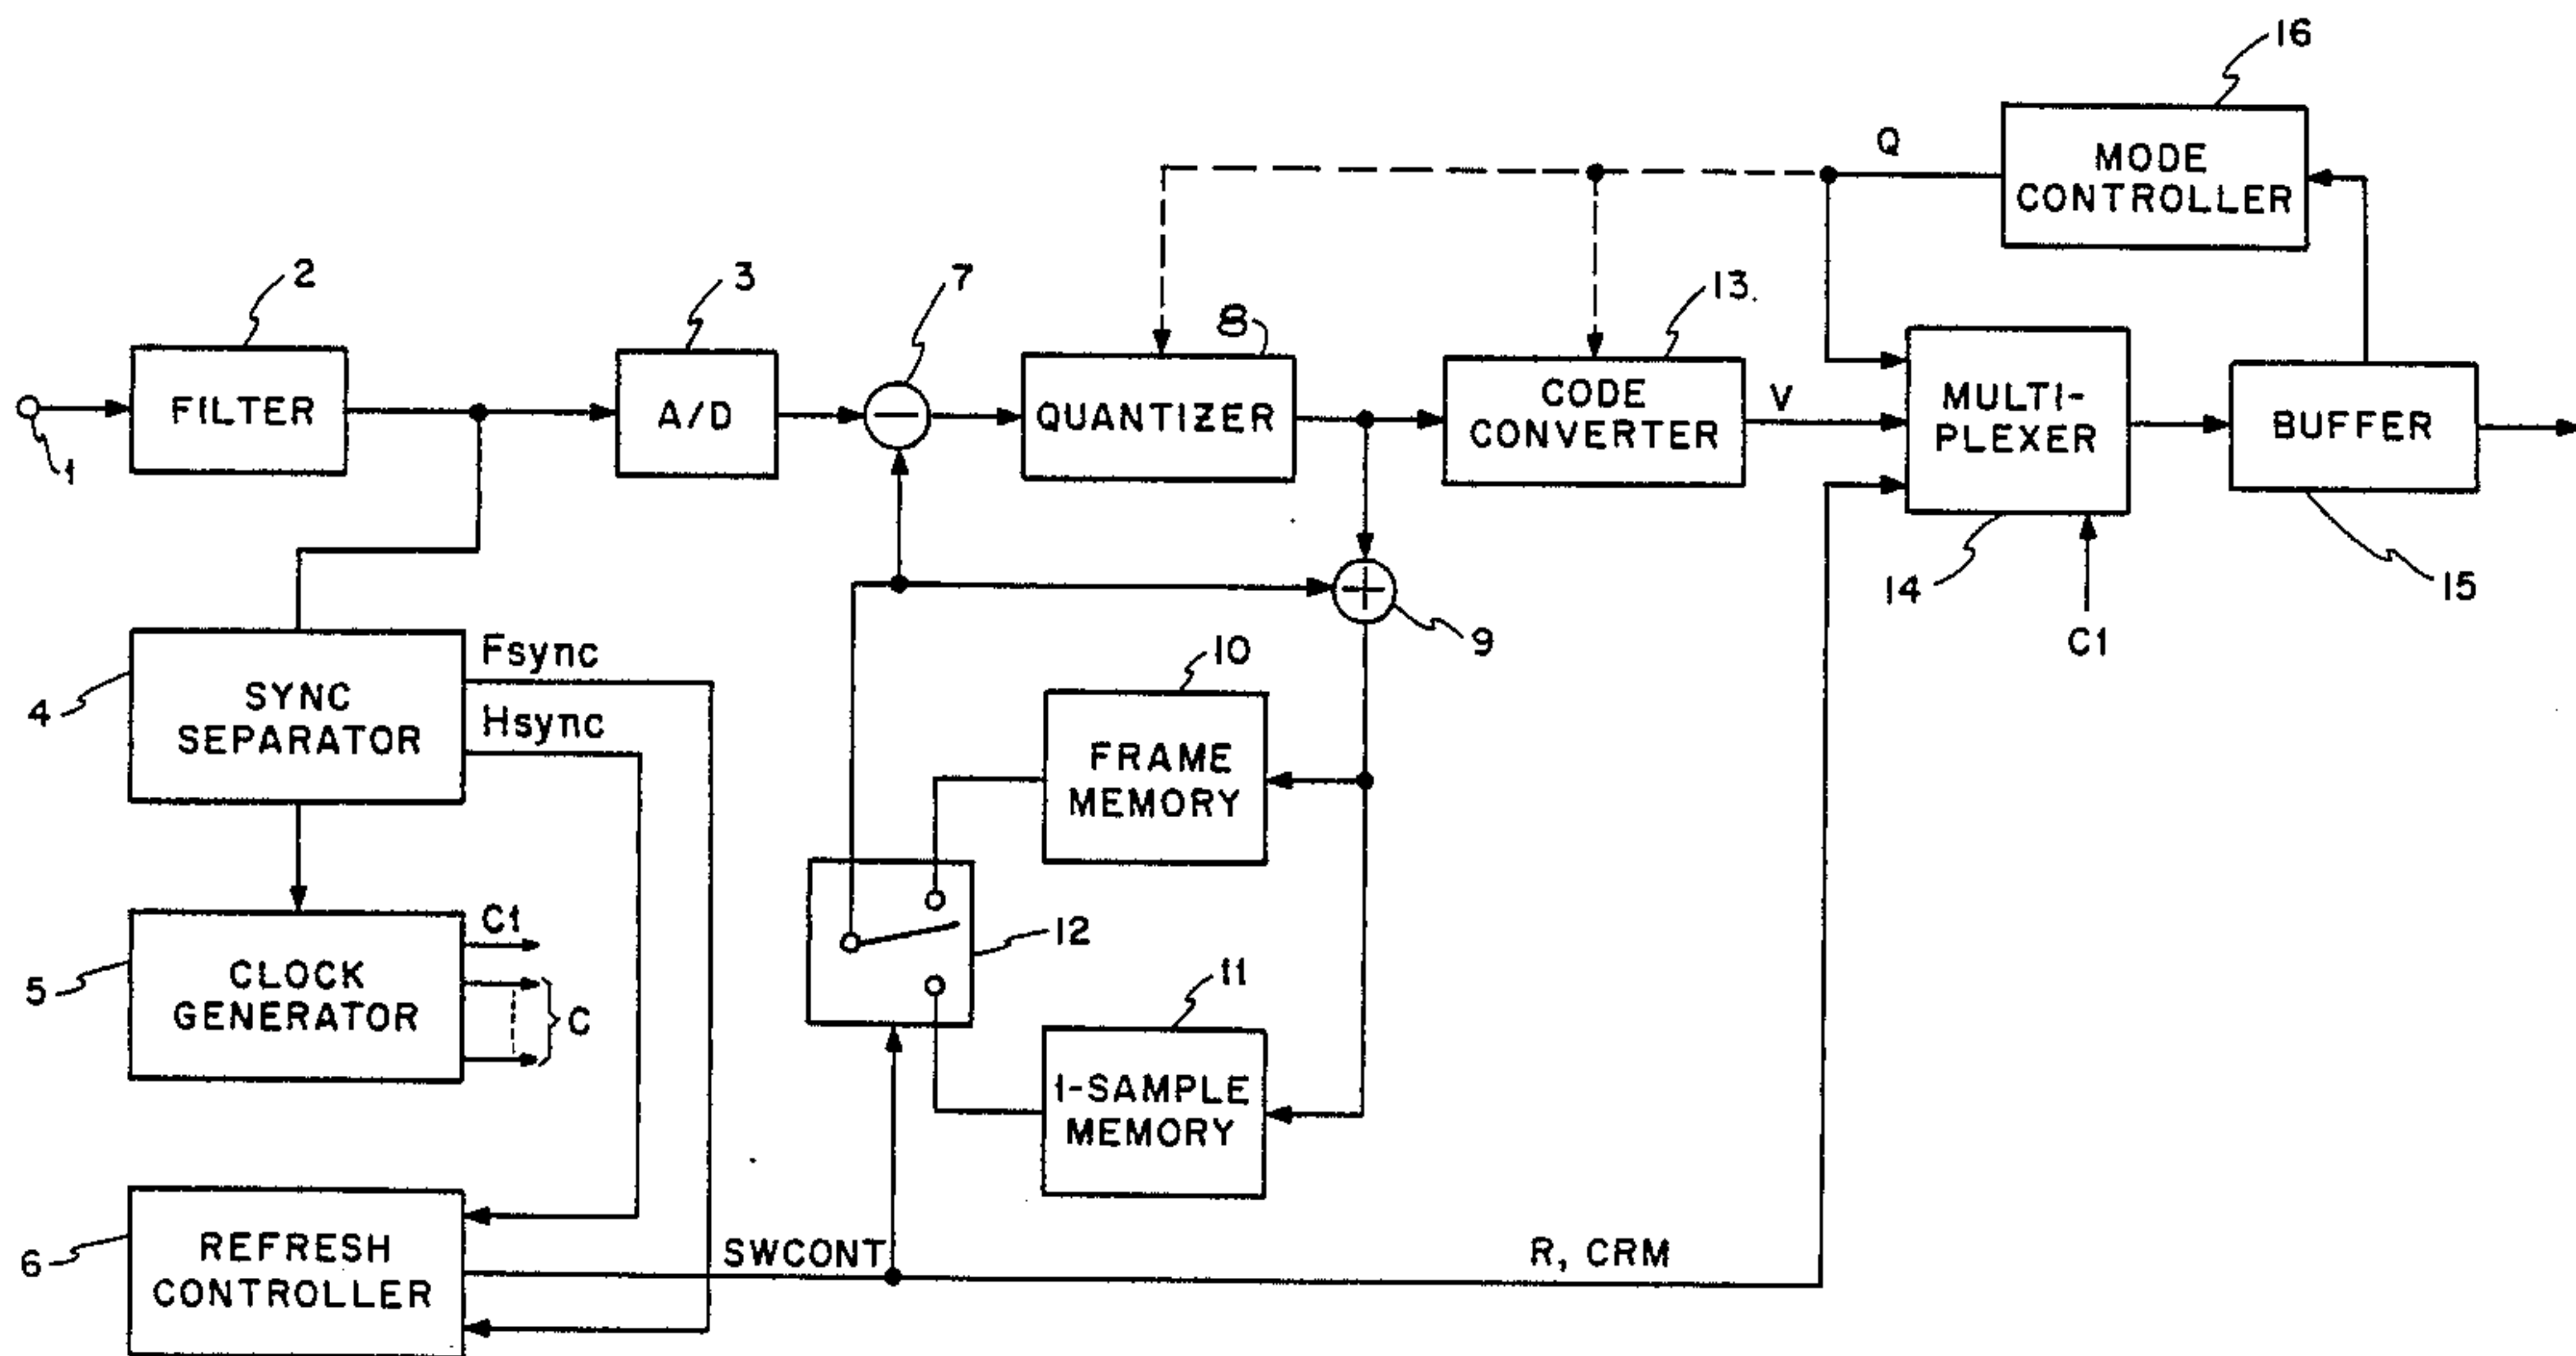 16
Q
MODE
CONTROLLER
2
3
7
8
13.
FILTER
A/D
—
QUANTIZER
CODE
CONVERTER
V
MULTI-
PLEXER
BUFFER
1
14
C1
15
+
9
4
SYNC
SEPARATOR
Fsync
Hsync
10
FRAME
MEMORY
12
5
CLOCK
GENERATOR
C1
C
11
1-SAMPLE
MEMORY
6
REFRESH
CONTROLLER
SWCONT
R, CRM